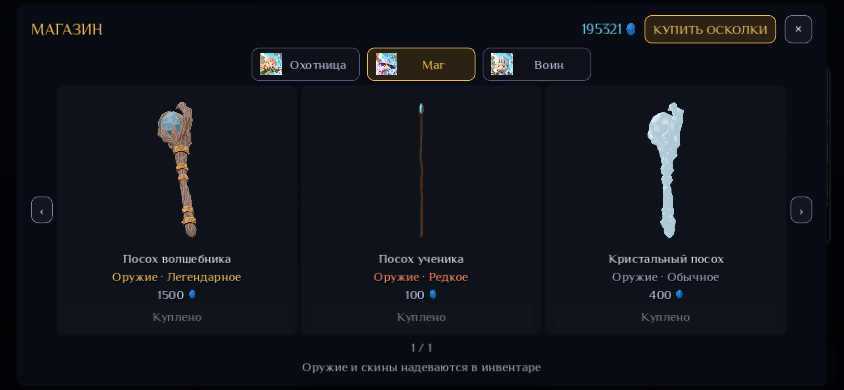 МАГАЗИН
195321
КУПИТЬ ОСКОЛКИ
×
Охотница
Маг
Воин
‹
›
Посох волшебника
Оружие · Легендарное
1500
Куплено
Посох ученика
Оружие · Редкое
100
Куплено
Кристальный посох
Оружие · Обычное
400
Куплено
1 / 1
Оружие и скины надеваются в инвентаре